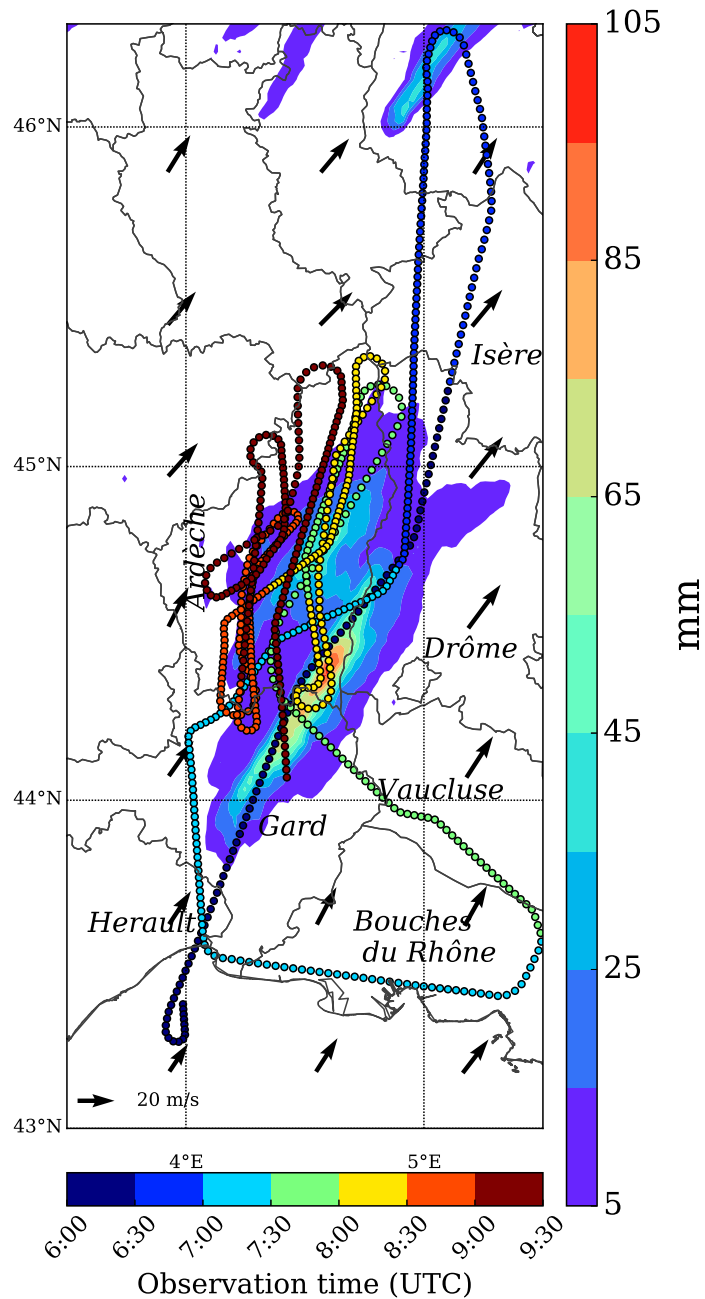 105
46°N
85
Isère
45°N
65
Ardèche
mm
Drôme
45
44°N
Vaucluse
Gard
Herault
Bouches
du Rhône
25
20 m/s
43°N
4°E
5°E
5
6:00
6:30
7:00
7:30
8:00
8:30
9:00
9:30
Observation time (UTC)